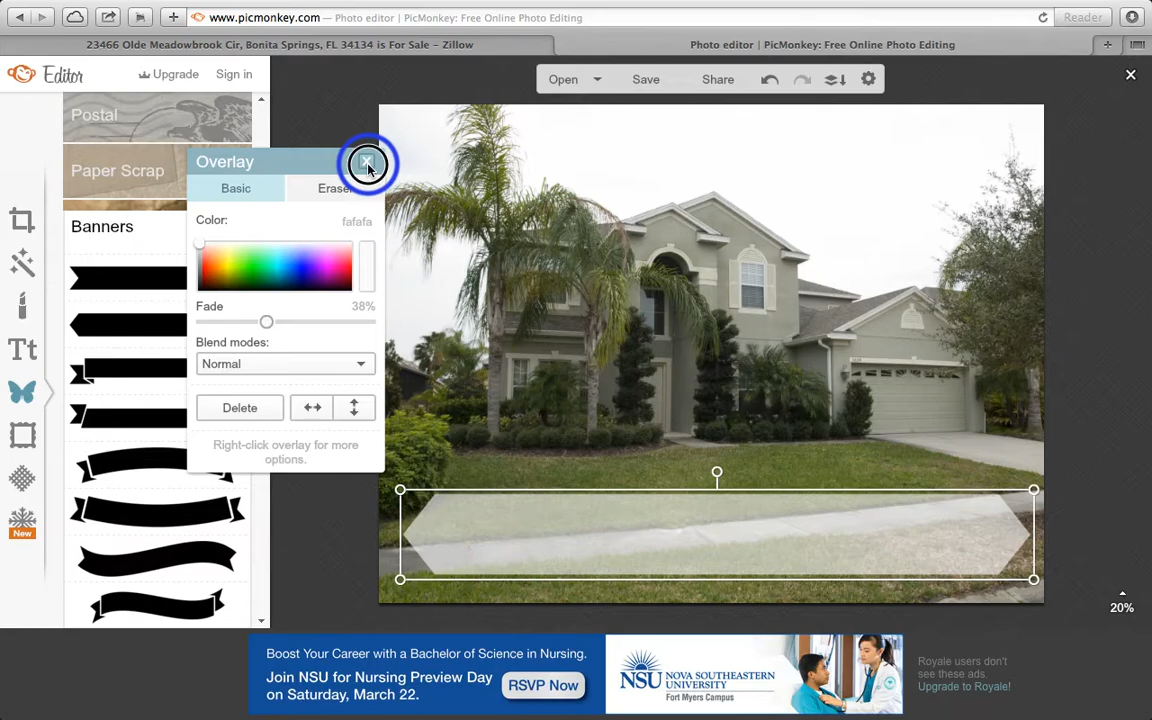 www.picmonkey.com — Photo editor | PicMonkey: Free Online Photo Editing
Reader
23466 Olde Meadowbrook Cir, Bonita Springs, FL 34134 is For Sale – Zillow
Photo editor | PicMonkey: Free Online Photo Editing
Editor
Upgrade
Sign in
Open
Save
Share
Postal
Paper Scrap
Banners
Overlay
Basic
Eraser
Color:
fafafa
Fade
38%
Blend modes:
Normal
Delete
Right-click overlay for more
options.
Tt
New
20%
Boost Your Career with a Bachelor of Science in Nursing.
Join NSU for Nursing Preview Day
on Saturday, March 22.
RSVP Now
NSU
NOVA SOUTHEASTERN
UNIVERSITY
Fort Myers Campus
Royale users don't
see these ads.
Upgrade to Royale!